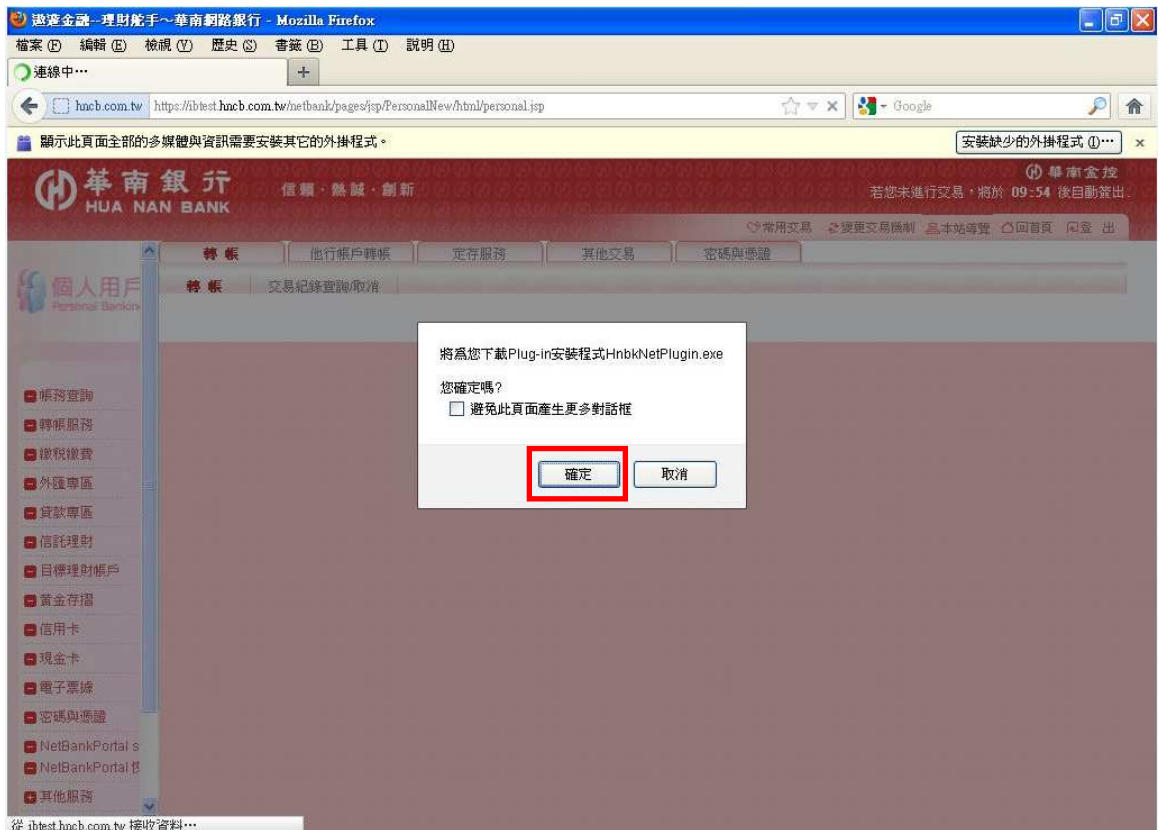 遨遊金融--理財舵手～華南網路銀行 - Mozilla Firefox
檔案(F) 編輯(E) 檢視(V) 歷史(S) 書籤(B) 工具(T) 說明(H)
連線中…
hncb.com.tw https://ibtest.hncb.com.tw/netbank/pages/jsp/PersonalNew/html/personal.jsp Google
顯示此頁面全部的多媒體與資訊需要安裝其它的外掛程式。 安裝缺少的外掛程式(I)…
華南銀行 信賴·熱誠·創新 華南金控
HUA NAN BANK 若您未進行交易，將於 09:54 後自動簽出.
常用交易 變更交易機制 本站導覽 回首頁 登 出
轉 帳 他行帳戶轉帳 定存服務 其他交易 密碼與憑證
轉 帳 交易紀錄查詢/取消
個人用戶
Personal Banking
將為您下載Plug-in安裝程式HnbkNetPlugin.exe
您確定嗎?
避免此頁面產生更多對話框
確定 取消
帳務查詢
轉帳服務
繳稅繳費
外匯專區
貸款專區
信託理財
目標理財帳戶
黃金存摺
信用卡
現金卡
電子票據
密碼與憑證
NetBankPortal s
NetBankPortal
其他服務
從 ibtest.hncb.com.tw 接收資料…